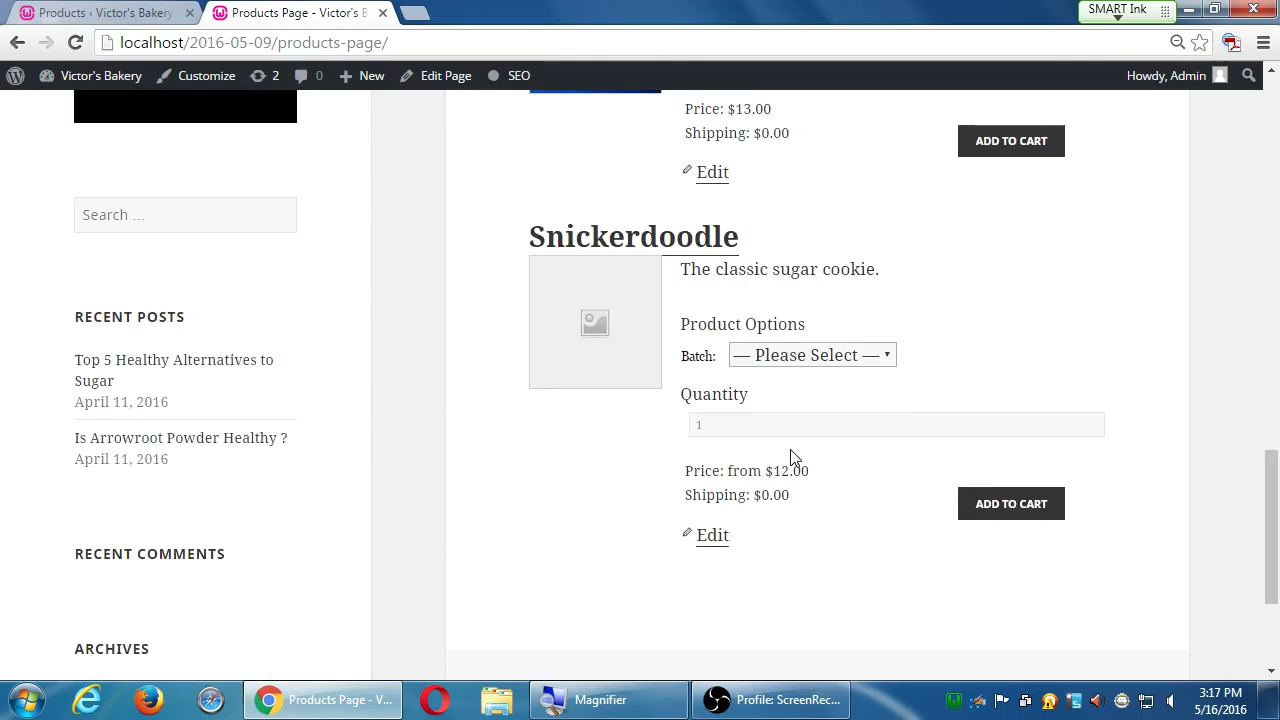 Products ‹ Victor's Bakery
Products Page - Victor's B
SMART Ink
localhost/2016-05-09/products-page/
Victor's Bakery
Customize
2
0
New
Edit Page
SEO
Howdy, Admin
Price: $13.00
Shipping: $0.00
ADD TO CART
Edit
Search …
Snickerdoodle
The classic sugar cookie.
RECENT POSTS
Product Options
Batch:
— Please Select —
Top 5 Healthy Alternatives to
Sugar
April 11, 2016
Quantity
1
Is Arrowroot Powder Healthy ?
April 11, 2016
Price: from $12.00
Shipping: $0.00
ADD TO CART
Edit
RECENT COMMENTS
ARCHIVES
Products Page - V...
Magnifier
Profile: ScreenRec...
3:17 PM
5/16/2016